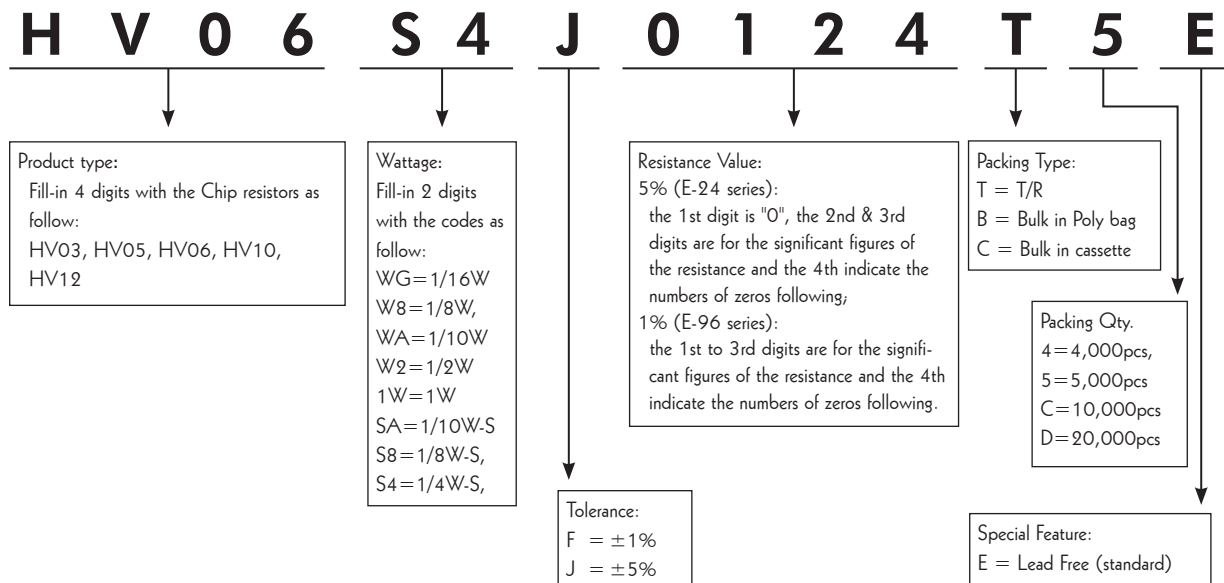 H V 0 6 S 4 J 0 1 2 4 T 5 E
Product type:
Fill-in 4 digits with the Chip resistors as
follow:
HV03, HV05, HV06, HV10,
HV12
Wattage:
Fill-in 2 digits
with the codes as
follow:
WG=1/16W
W8=1/8W,
WA=1/10W
W2=1/2W
1W=1W
SA=1/10W-S
S8=1/8W-S,
S4=1/4W-S,
Tolerance:
F = ±1%
J = ±5%
Resistance Value:
5% (E-24 series):
the 1st digit is "0", the 2nd & 3rd
digits are for the significant figures of
the resistance and the 4th indicate the
numbers of zeros following;
1% (E-96 series):
the 1st to 3rd digits are for the signifi-
cant figures of the resistance and the 4th
indicate the numbers of zeros following.
Packing Type:
T = T/R
B = Bulk in Poly bag
C = Bulk in cassette
Packing Qty.
4=4,000pcs,
5=5,000pcs
C=10,000pcs
D=20,000pcs
Special Feature:
E = Lead Free (standard)